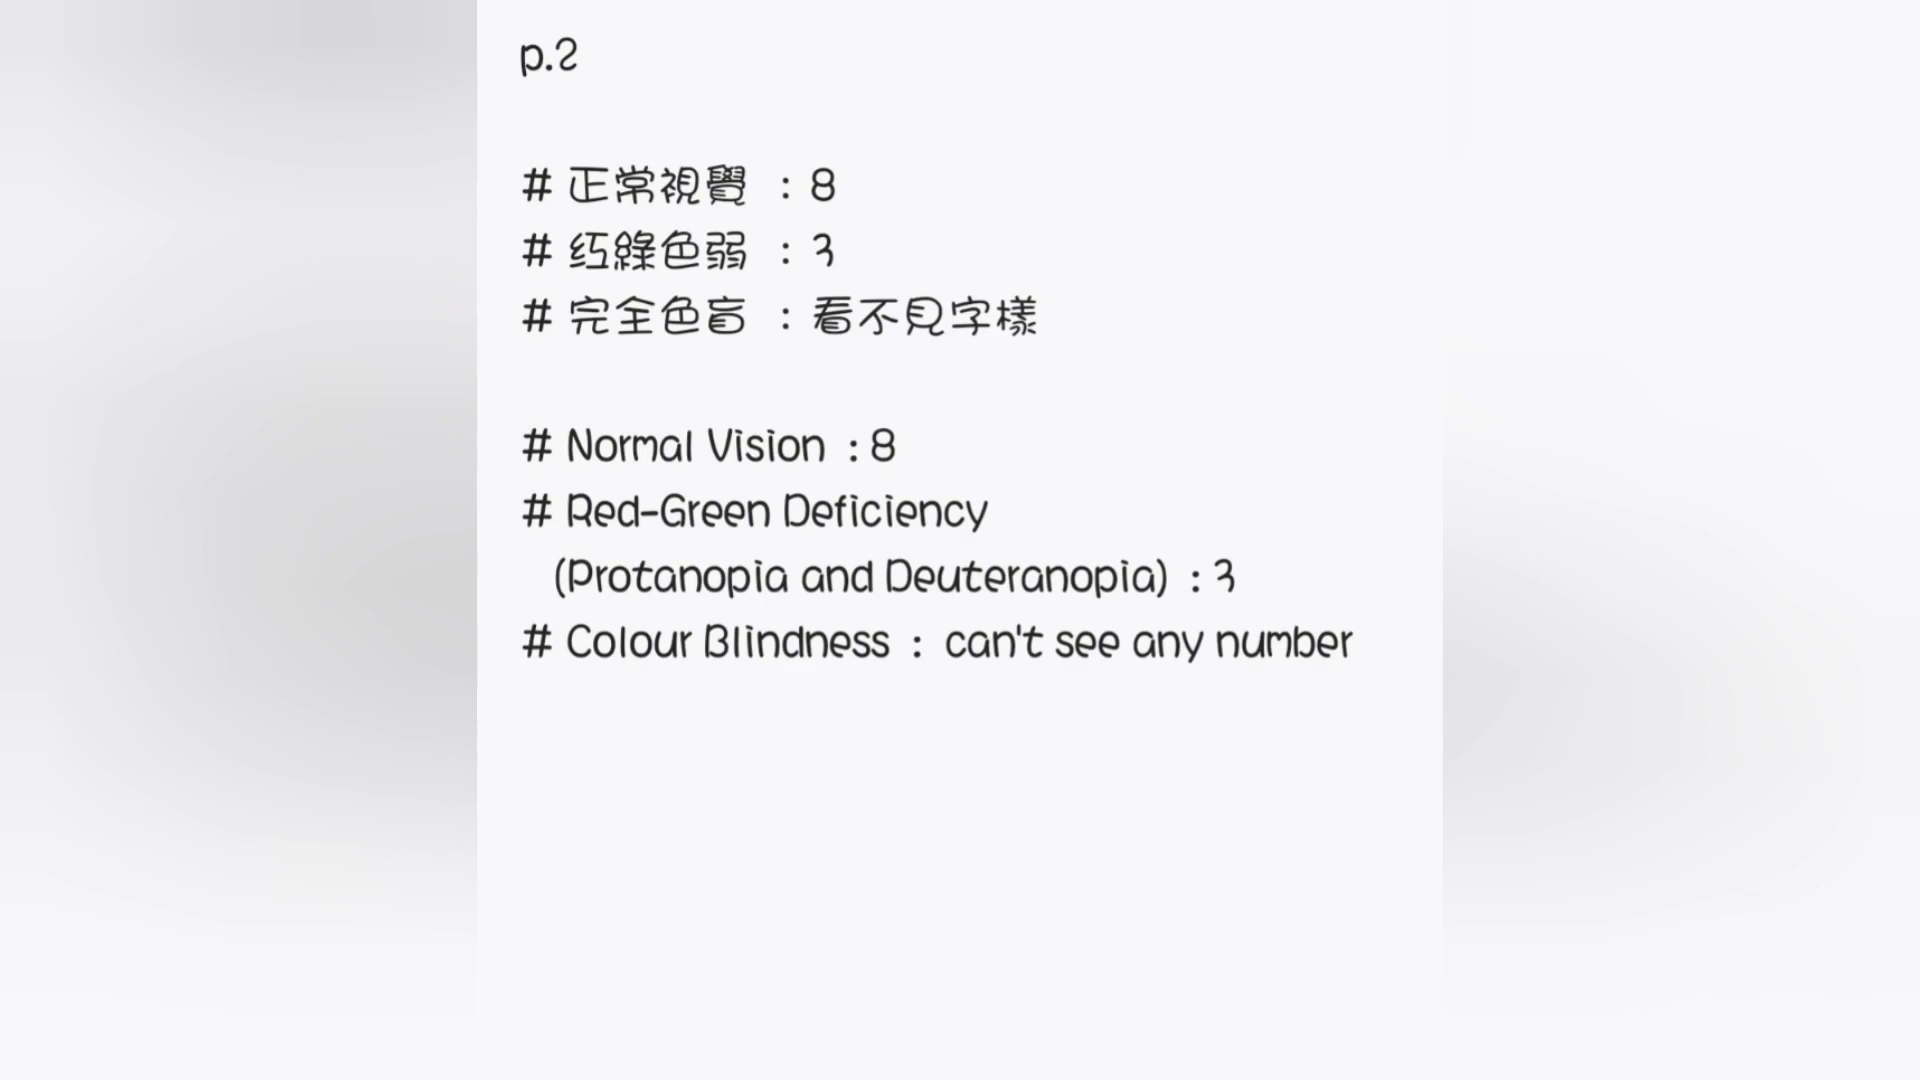 p.2
# 正常視覺 : 8
# 红綠色弱 : 3
# 完全色盲 : 看不見字樣
# Normal Vision : 8
# Red-Green Deficiency
(Protanopia and Deuteranopia) : 3
# Colour Blindness : can't see any number